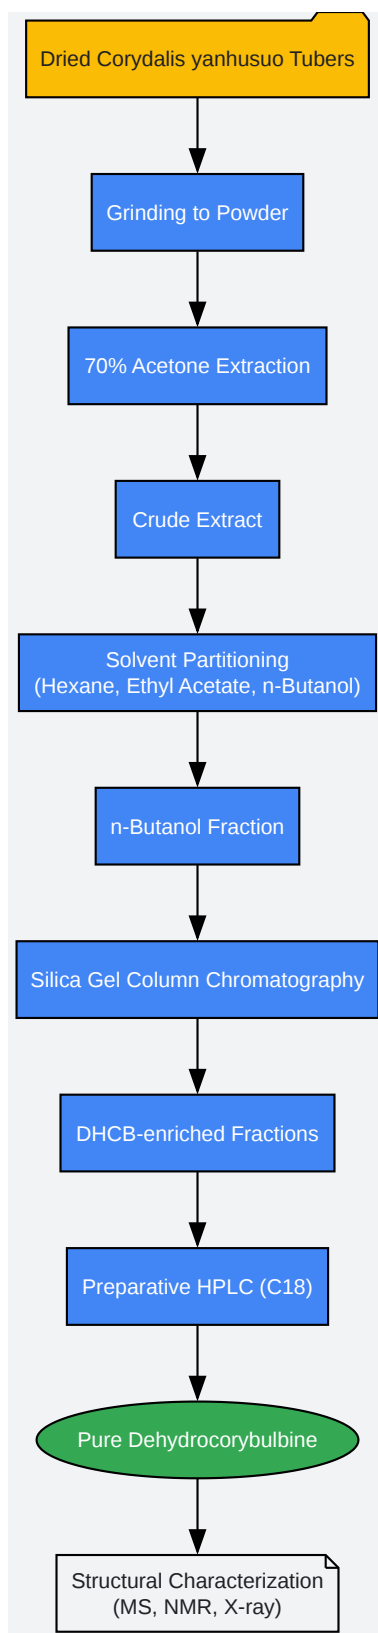 Dried Corydalis yanhusuo Tubers
Grinding to Powder
70% Acetone Extraction
Crude Extract
Solvent Partitioning
(Hexane, Ethyl Acetate, n-Butanol)
n-Butanol Fraction
Silica Gel Column Chromatography
DHCB-enriched Fractions
Preparative HPLC (C18)
Pure Dehydrocorybulbine
Structural Characterization
(MS, NMR, X-ray)